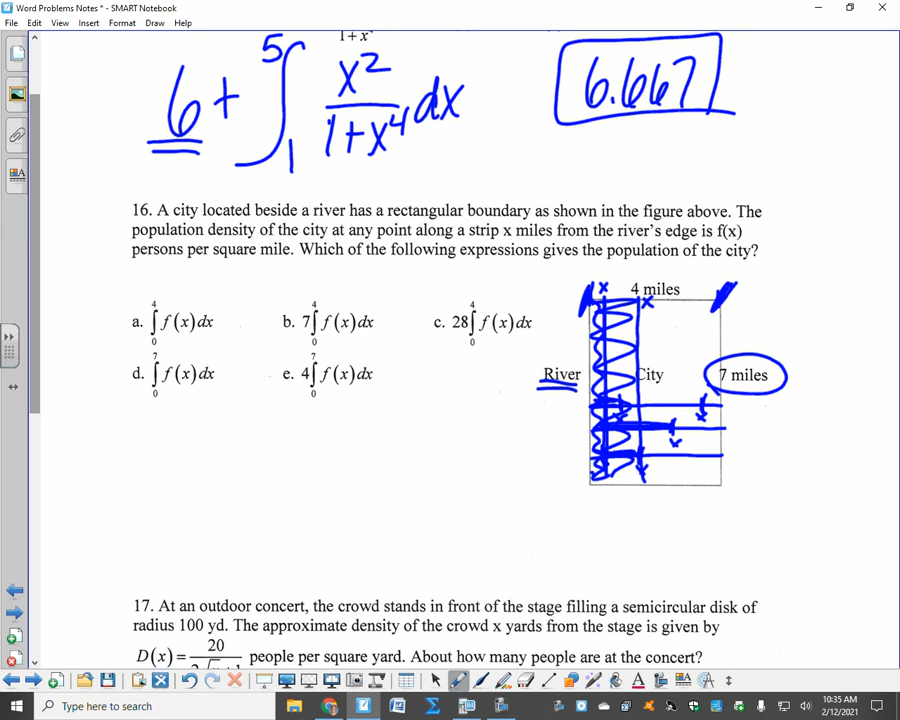 Word Problems Notes * - SMART Notebook
File Edit View Insert Format Draw Help
1 + x
6 + ∫₁⁵ x²/(1+x⁴) dx
6.667
16. A city located beside a river has a rectangular boundary as shown in the figure above. The
population density of the city at any point along a strip x miles from the river's edge is f(x)
persons per square mile. Which of the following expressions gives the population of the city?
a. ∫₀⁴ f(x)dx b. 7∫₀⁴ f(x)dx c. 28∫₀⁴ f(x)dx
d. ∫₀⁷ f(x)dx e. 4∫₀⁷ f(x)dx
x 4 miles
x
River City 7 miles
x x
x
x
17. At an outdoor concert, the crowd stands in front of the stage filling a semicircular disk of
radius 100 yd. The approximate density of the crowd x yards from the stage is given by
D(x) = 20 people per square yard. About how many people are at the concert?
Type here to search
10:35 AM
2/12/2021